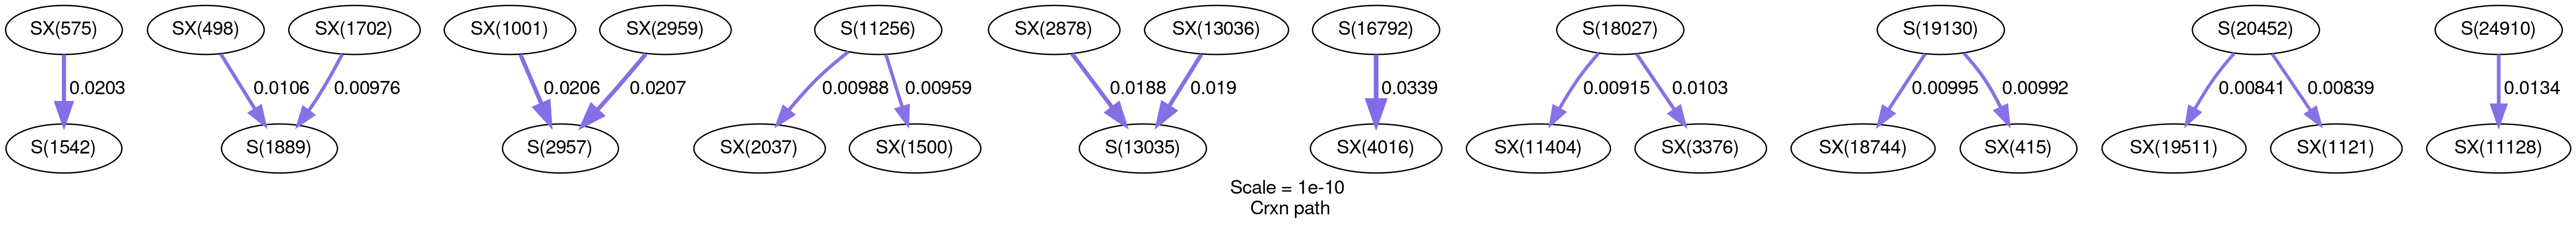 SX(575) SX(498) SX(1702) SX(1001) SX(2959) S(11256) SX(2878) SX(13036) S(16792) S(18027) S(19130) S(20452) S(24910)
0.0203 0.0106 0.00976 0.0206 0.0207 0.00988 0.00959 0.0188 0.019 0.0339 0.00915 0.0103 0.00995 0.00992 0.00841 0.00839 0.0134
S(1542) S(1889) S(2957) SX(2037) SX(1500) S(13035) SX(4016) SX(11404) SX(3376) SX(18744) SX(415) SX(19511) SX(1121) SX(11128)
Scale = 1e-10
Crxn path